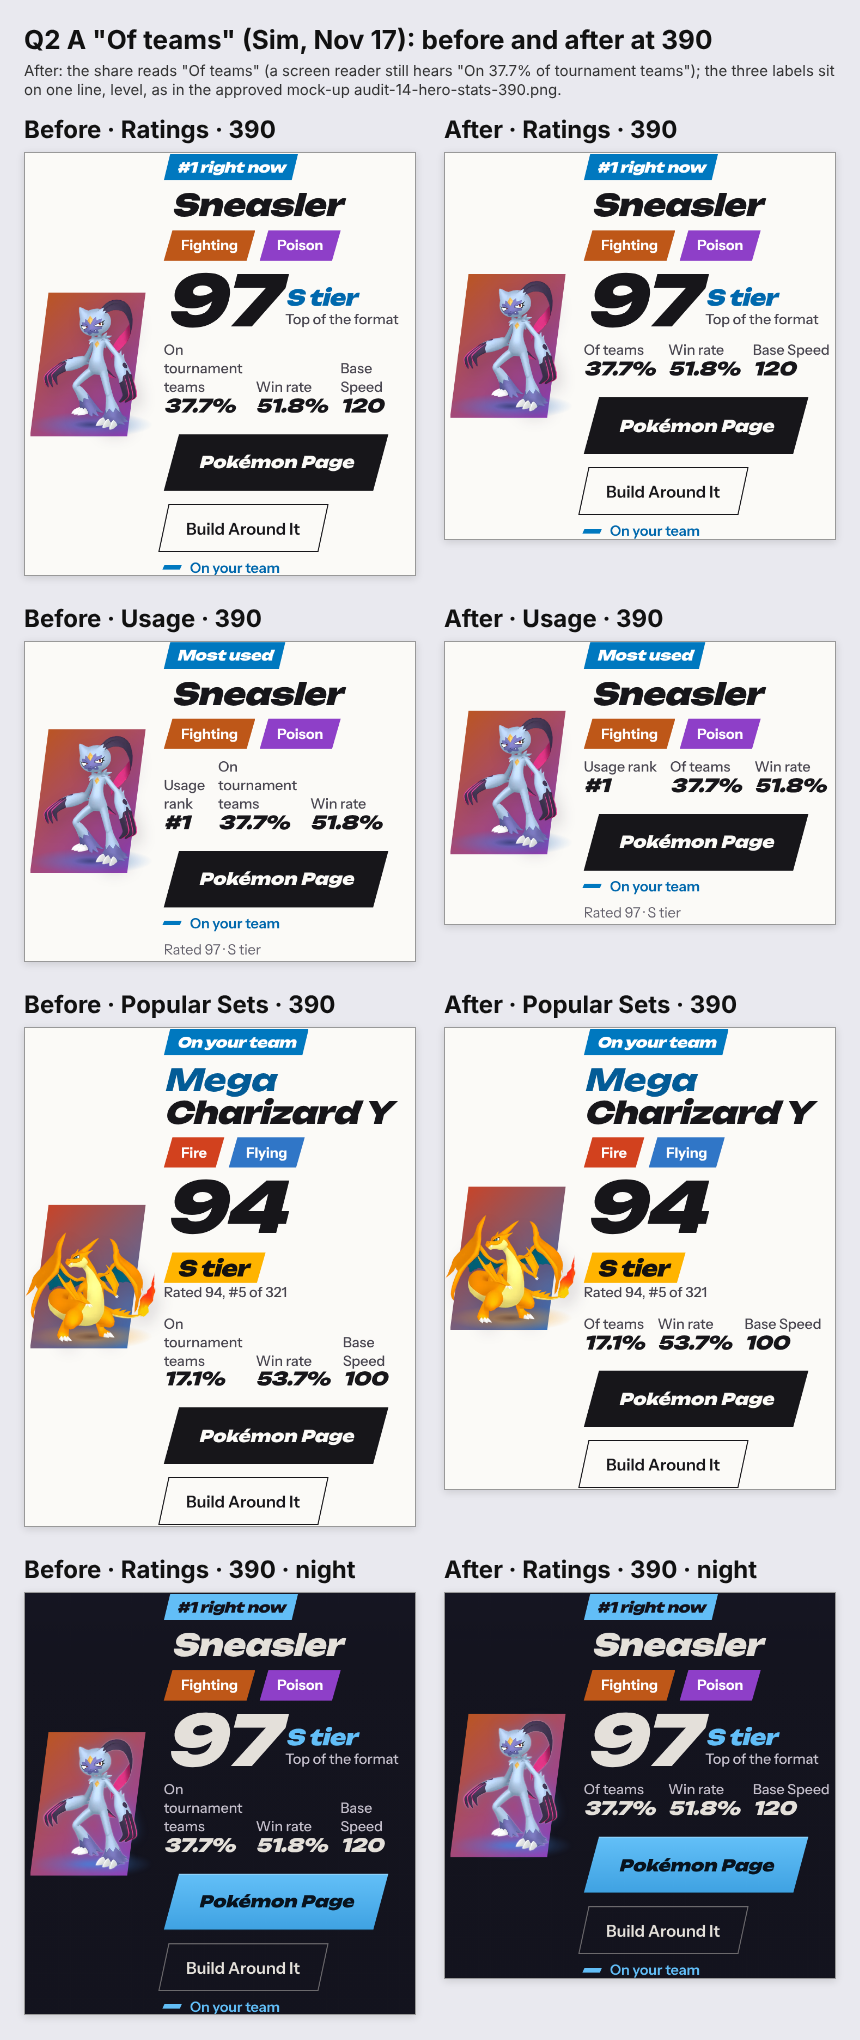 Q2 A "Of teams" (Sim, Nov 17): before and after at 390
After: the share reads "Of teams" (a screen reader still hears "On 37.7% of tournament teams"); the three labels sit
on one line, level, as in the approved mock-up audit-14-hero-stats-390.png.
Before · Ratings · 390
#1 right now
Sneasler
Fighting Poison
97 S tier
Top of the format
On
tournament
teams
Win rate
Base
Speed
37.7% 51.8% 120
Pokémon Page
Build Around It
On your team
After · Ratings · 390
#1 right now
Sneasler
Fighting Poison
97 S tier
Top of the format
Of teams Win rate Base Speed
37.7% 51.8% 120
Pokémon Page
Build Around It
On your team
Before · Usage · 390
Most used
Sneasler
Fighting Poison
Usage
rank
On
tournament
teams
Win rate
#1 37.7% 51.8%
Pokémon Page
On your team
Rated 97 · S tier
After · Usage · 390
Most used
Sneasler
Fighting Poison
Usage rank Of teams Win rate
#1 37.7% 51.8%
Pokémon Page
On your team
Rated 97 · S tier
Before · Popular Sets · 390
On your team
Mega
Charizard Y
Fire Flying
94
S tier
Rated 94, #5 of 321
On
tournament
teams
Win rate
Base
Speed
17.1% 53.7% 100
Pokémon Page
Build Around It
After · Popular Sets · 390
On your team
Mega
Charizard Y
Fire Flying
94
S tier
Rated 94, #5 of 321
Of teams Win rate Base Speed
17.1% 53.7% 100
Pokémon Page
Build Around It
Before · Ratings · 390 · night
#1 right now
Sneasler
Fighting Poison
97 S tier
Top of the format
On
tournament
teams
Win rate
Base
Speed
37.7% 51.8% 120
Pokémon Page
Build Around It
On your team
After · Ratings · 390 · night
#1 right now
Sneasler
Fighting Poison
97 S tier
Top of the format
Of teams Win rate Base Speed
37.7% 51.8% 120
Pokémon Page
Build Around It
On your team